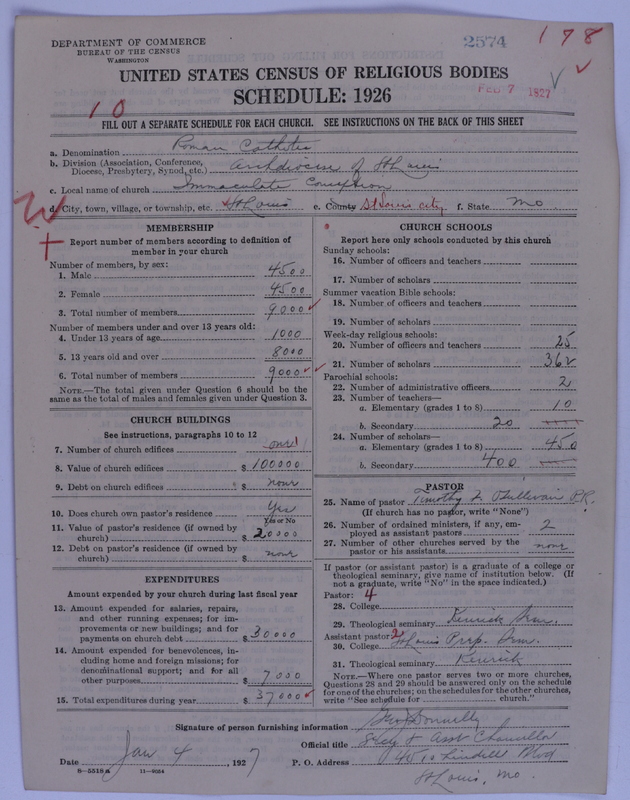 DEPARTMENT OF COMMERCE
BUREAU OF THE CENSUS
WASHINGTON
2574
178
FEB 7 1927
UNITED STATES CENSUS OF RELIGIOUS BODIES
SCHEDULE: 1926
10
FILL OUT A SEPARATE SCHEDULE FOR EACH CHURCH. SEE INSTRUCTIONS ON THE BACK OF THIS SHEET
a. Denomination Roman Catholic
b. Division (Association, Conference, Diocese, Presbytery, Synod, etc.) Archdiocese of St Louis
c. Local name of church Immaculate Conception
d. City, town, village, or township, etc. St Louis e. County St Louis City f. State Mo
MEMBERSHIP
Report number of members according to definition of
member in your church
Number of members, by sex:
1. Male 4500
2. Female 4500
3. Total number of members 9000
Number of members under and over 13 years old:
4. Under 13 years of age 1000
5. 13 years old and over 8000
6. Total number of members 9000
NOTE.—The total given under Question 6 should be
same as the total of males and females given under Question 3.
CHURCH BUILDINGS
See instructions, paragraphs 10 to 12
7. Number of church edifices one 1
8. Value of church edifices $100000
9. Debt on church edifices $ none
10. Does church own pastor's residence? Yes
Yes or No
11. Value of pastor's residence (if owned by
church) $ 20000
12. Debt on pastor's residence (if owned by
church) $ none
EXPENDITURES
Amount expended by your church during last fiscal year
13. Amount expended for salaries, repairs,
and other running expenses; for im-
provements or new buildings; and for
payments on church debt $30000
14. Amount expended for benevolences, in-
cluding home and foreign missions; for
denominational support; and for all
other purposes $ 7000
15. Total expenditures during year $37000
CHURCH SCHOOLS
Report here only schools conducted by this church
Sunday schools:
16. Number of officers and teachers
17. Number of scholars
Summer vacation Bible schools:
18. Number of officers and teachers
19. Number of scholars
Week-day religious schools:
20. Number of officers and teachers 25
21. Number of scholars 362
Parochial schools:
22. Number of administrative officers 2
23. Number of teachers—
a. Elementary (grades 1 to 8) 10
b. Secondary 20
24. Number of scholars—
a. Elementary (grades 1 to 8) 450
b. Secondary 400
PASTOR
25. Name of pastor Timothy O'Sullivan P.R.
(If church has no pastor, write "None")
26. Number of ordained ministers, if any, em-
ployed as assistant pastors 2
27. Number of other churches served by the
pastor or his assistants none
If pastor (or assistant pastor) is a graduate of a college or
theological seminary, give name of institution below. (If
not a graduate, write "No" in the space indicated.)
Pastor: 4
28. College
29. Theological seminary Kenrick Sem.
Assistant pastor: 2
30. College St Louis Prep. Sem.
31. Theological seminary Kenrick
NOTE.—Where one pastor serves two or more churches,
Questions 28 and 29 should be answered only on the schedule
for one of the churches; on the schedules for the other churches,
write "See schedule for church."
Signature of person furnishing information Geo J Donnelly
Official title Secy & Asst Chancellor
Date Jan 4, 1927 P. O. Address 4510 Lindell Blvd
St Louis, Mo.
8—5518a 11—9054